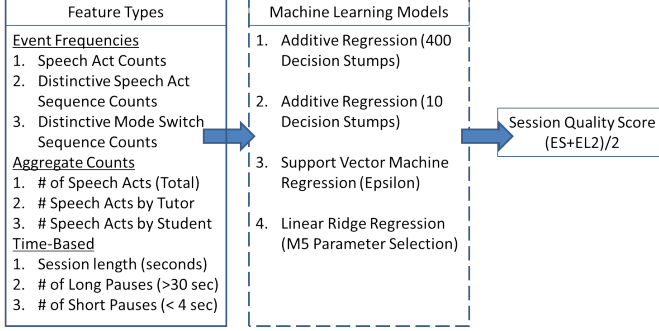 Feature Types
Event Frequencies
1. Speech Act Counts
2. Distinctive Speech Act
Sequence Counts
3. Distinctive Mode Switch
Sequence Counts
Aggregate Counts
1. # of Speech Acts (Total)
2. # Speech Acts by Tutor
3. # Speech Acts by Student
Time-Based
1. Session length (seconds)
2. # of Long Pauses (>30 sec)
3. # of Short Pauses (< 4 sec)
Machine Learning Models
1. Additive Regression (400
Decision Stumps)
2. Additive Regression (10
Decision Stumps)
3. Support Vector Machine
Regression (Epsilon)
4. Linear Ridge Regression
(M5 Parameter Selection)
Session Quality Score
(ES+EL2)/2